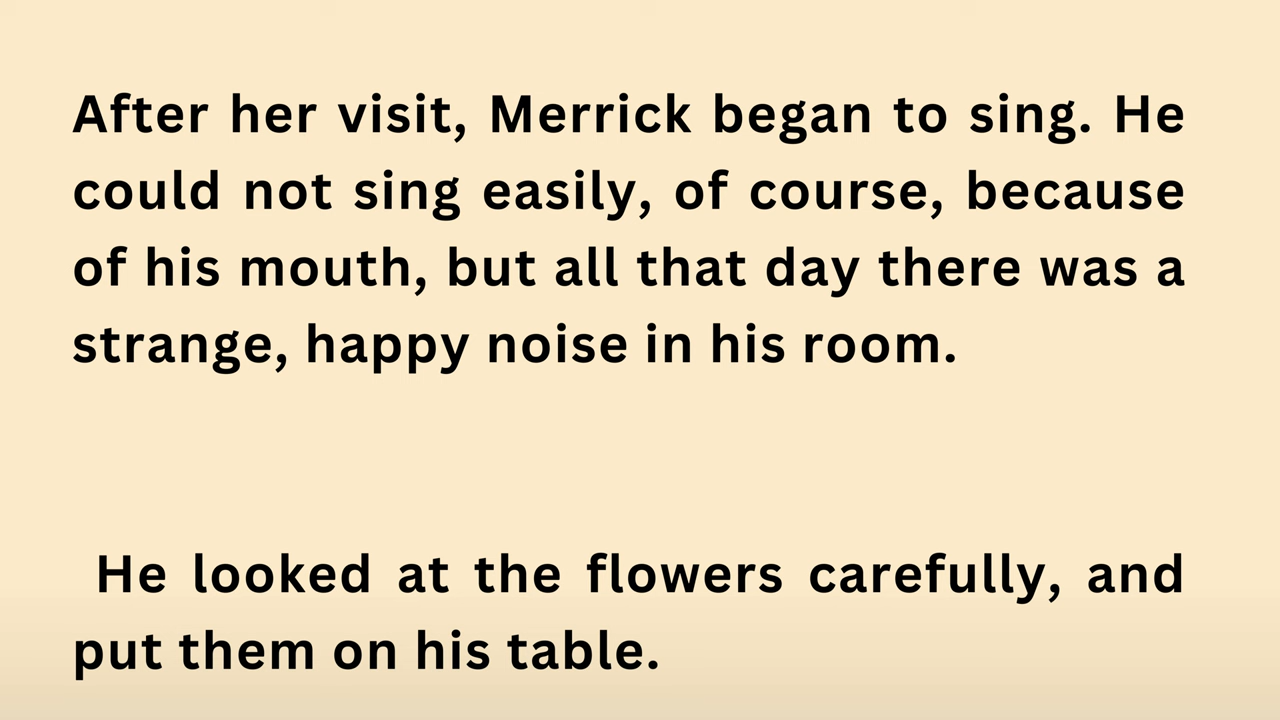 After her visit, Merrick began to sing. He
could not sing easily, of course, because
of his mouth, but all that day there was a
strange, happy noise in his room.
He looked at the flowers carefully, and
put them on his table.